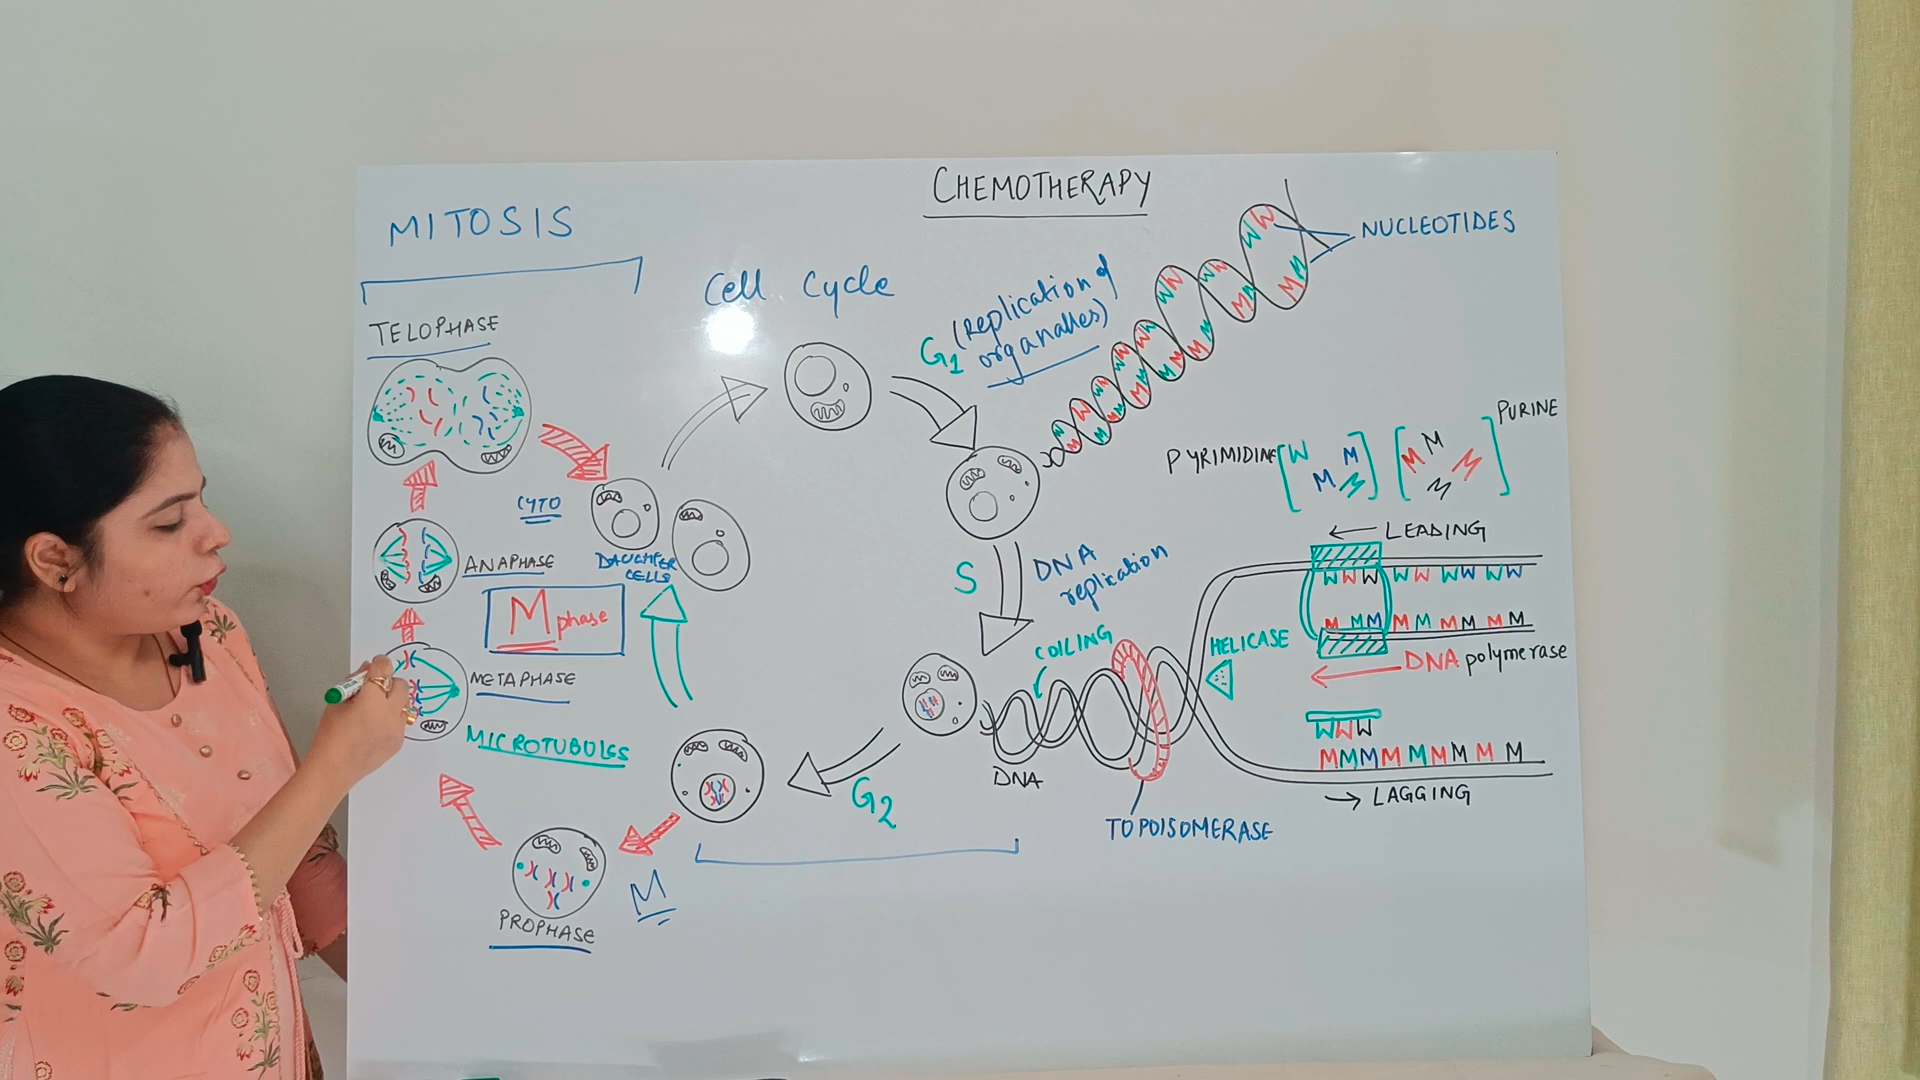 CHEMOTHERAPY
MITOSIS
NUCLEOTIDES
Cell Cycle
G1 (Replication of
organalles)
TELOPHASE
PURINE
PYRIMIDINE
CYTO
LEADING
ANAPHASE
DAUGHTER
CELLS
S
DNA
replication
M phase
COILING
HELICASE
DNA polymerase
METAPHASE
MICROTUBULES
DNA
G2
LAGGING
TOPOISOMERASE
M
PROPHASE